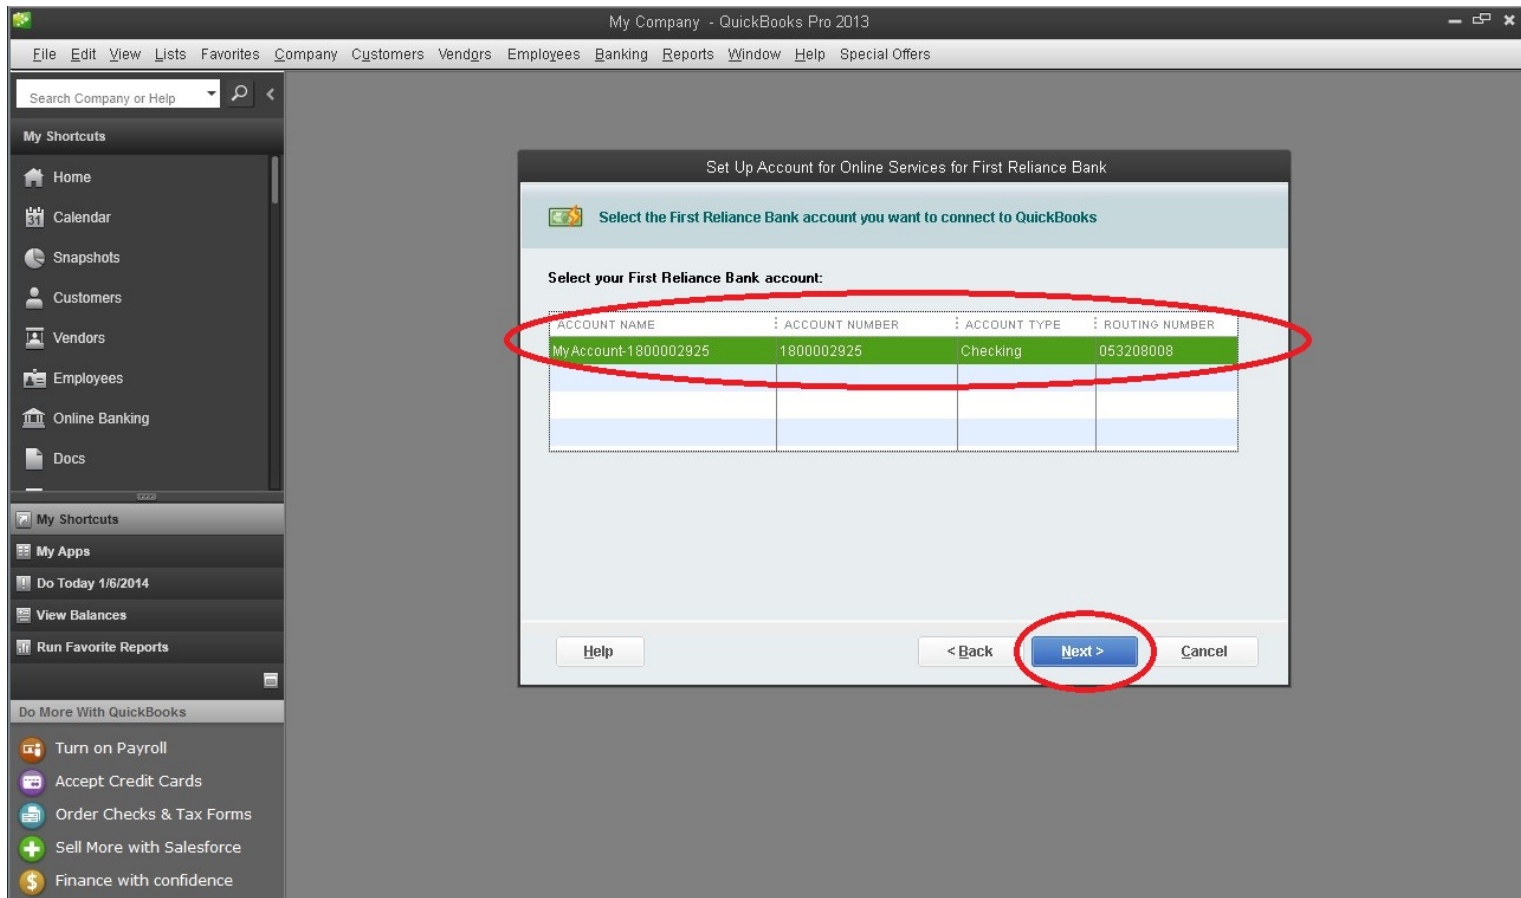 My Company - QuickBooks Pro 2013
File Edit View Lists Favorites Company Customers Vendors Employees Banking Reports Window Help Special Offers
Search Company or Help
My Shortcuts
Home
31 Calendar
Snapshots
Customers
Vendors
Employees
Online Banking
Docs
My Shortcuts
My Apps
Do Today 1/6/2014
View Balances
Run Favorite Reports
Do More With QuickBooks
Turn on Payroll
Accept Credit Cards
Order Checks & Tax Forms
Sell More with Salesforce
$ Finance with confidence
Set Up Account for Online Services for First Reliance Bank
Select the First Reliance Bank account you want to connect to QuickBooks
Select your First Reliance Bank account:
ACCOUNT NAME ACCOUNT NUMBER ACCOUNT TYPE ROUTING NUMBER
MyAccount-1800002925 1800002925 Checking 053208008
Help < Back Next > Cancel